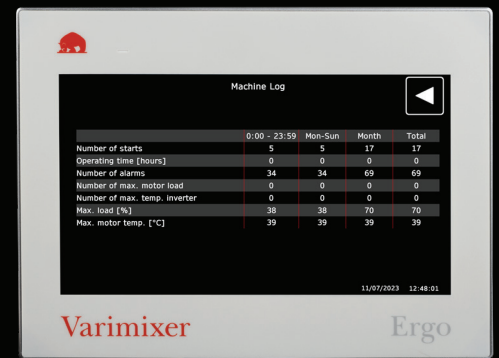 Machine Log
0:00 - 23:59 Mon-Sun Month Total
Number of starts 5 5 17 17
Operating time [hours] 0 0 0 0
Number of alarms 34 34 69 69
Number of max. motor load 0 0 0 0
Number of max. temp. inverter 0 0 0 0
Max. load [%] 38 38 70 70
Max. motor temp. [°C] 39 39 39 39
11/07/2023 12:48:01
Varimixer Ergo